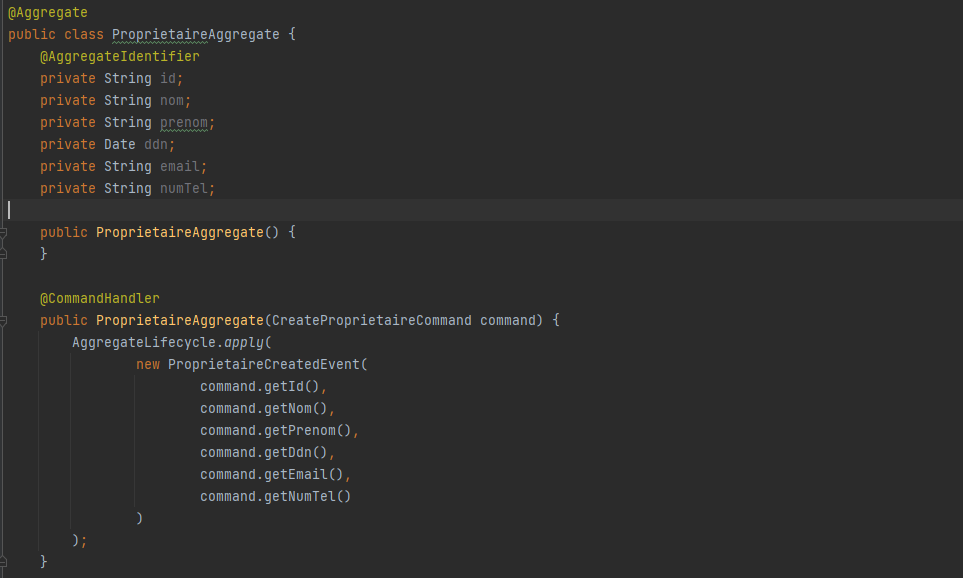 @Aggregate
public class ProprietaireAggregate {
    @AggregateIdentifier
    private String id;
    private String nom;
    private String prenom;
    private Date ddn;
    private String email;
    private String numTel;

    public ProprietaireAggregate() {
    }

    @CommandHandler
    public ProprietaireAggregate(CreateProprietaireCommand command) {
        AggregateLifecycle.apply(
                new ProprietaireCreatedEvent(
                        command.getId(),
                        command.getNom(),
                        command.getPrenom(),
                        command.getDdn(),
                        command.getEmail(),
                        command.getNumTel()
                )
        );
    }